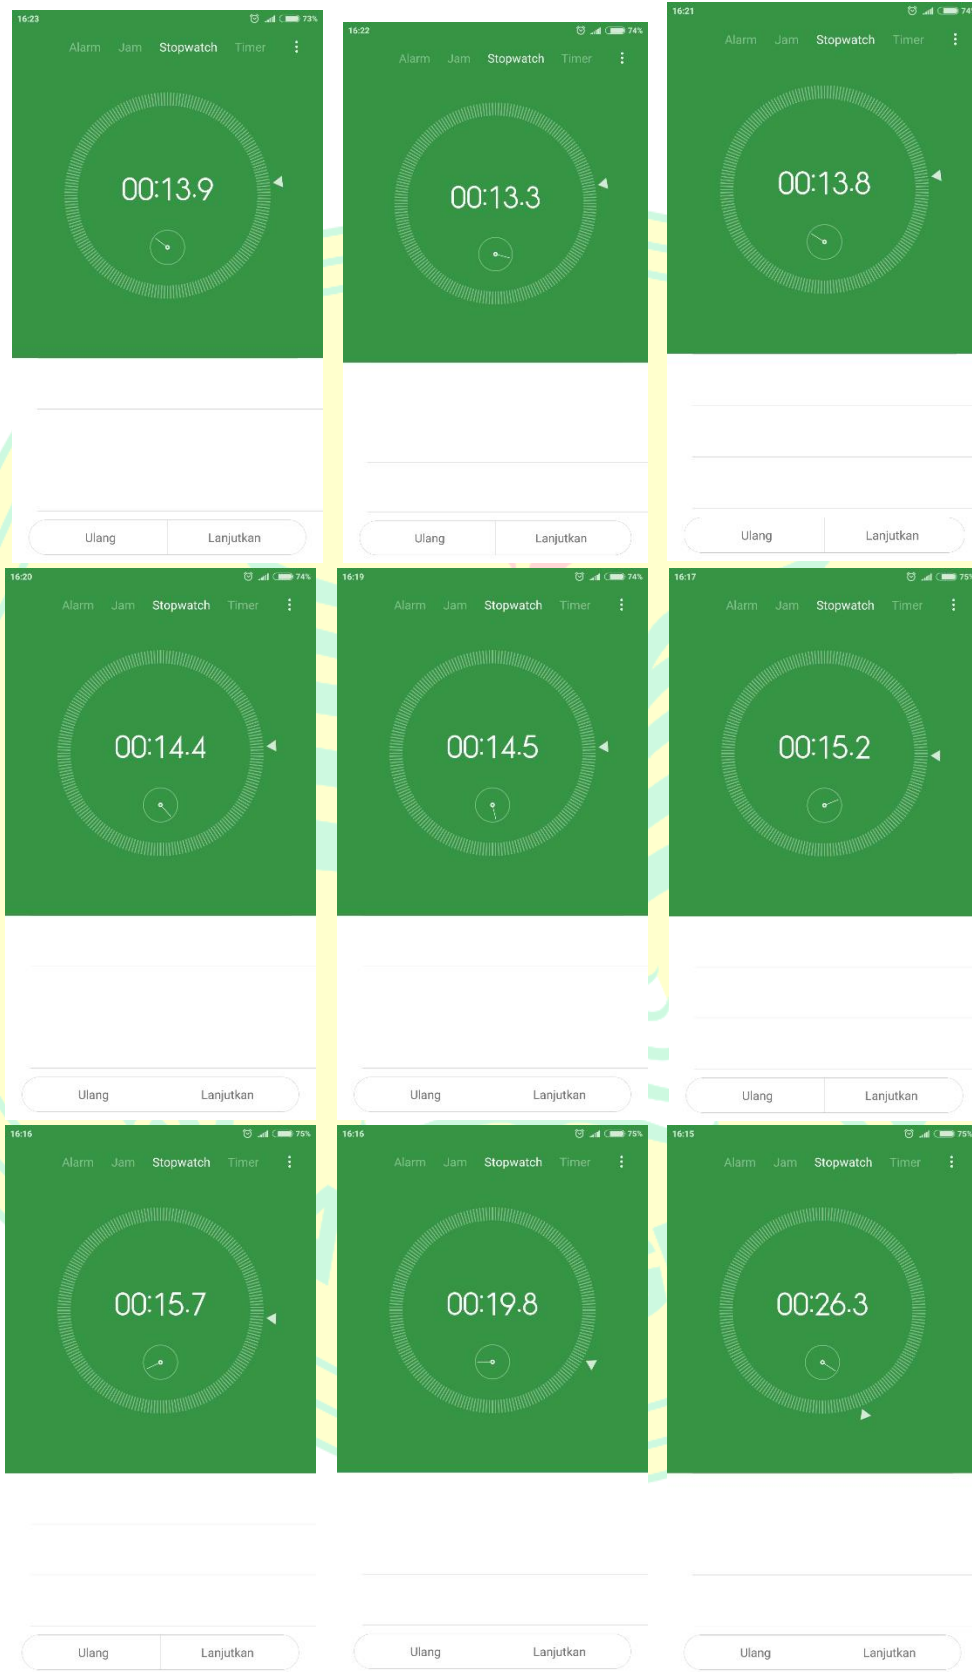 16:23 73%
Alarm Jam Stopwatch Timer
00:13.9
Ulang Lanjutkan
16:22 74%
Alarm Jam Stopwatch Timer
00:13.3
Ulang Lanjutkan
16:21 74%
Alarm Jam Stopwatch Timer
00:13.8
Ulang Lanjutkan
16:20 74%
Alarm Jam Stopwatch Timer
00:14.4
Ulang Lanjutkan
16:19 74%
Alarm Jam Stopwatch Timer
00:14.5
Ulang Lanjutkan
16:17 75%
Alarm Jam Stopwatch Timer
00:15.2
Ulang Lanjutkan
16:16 75%
Alarm Jam Stopwatch Timer
00:15.7
Ulang Lanjutkan
16:16 75%
Alarm Jam Stopwatch Timer
00:19.8
Ulang Lanjutkan
16:15 75%
Alarm Jam Stopwatch Timer
00:26.3
Ulang Lanjutkan